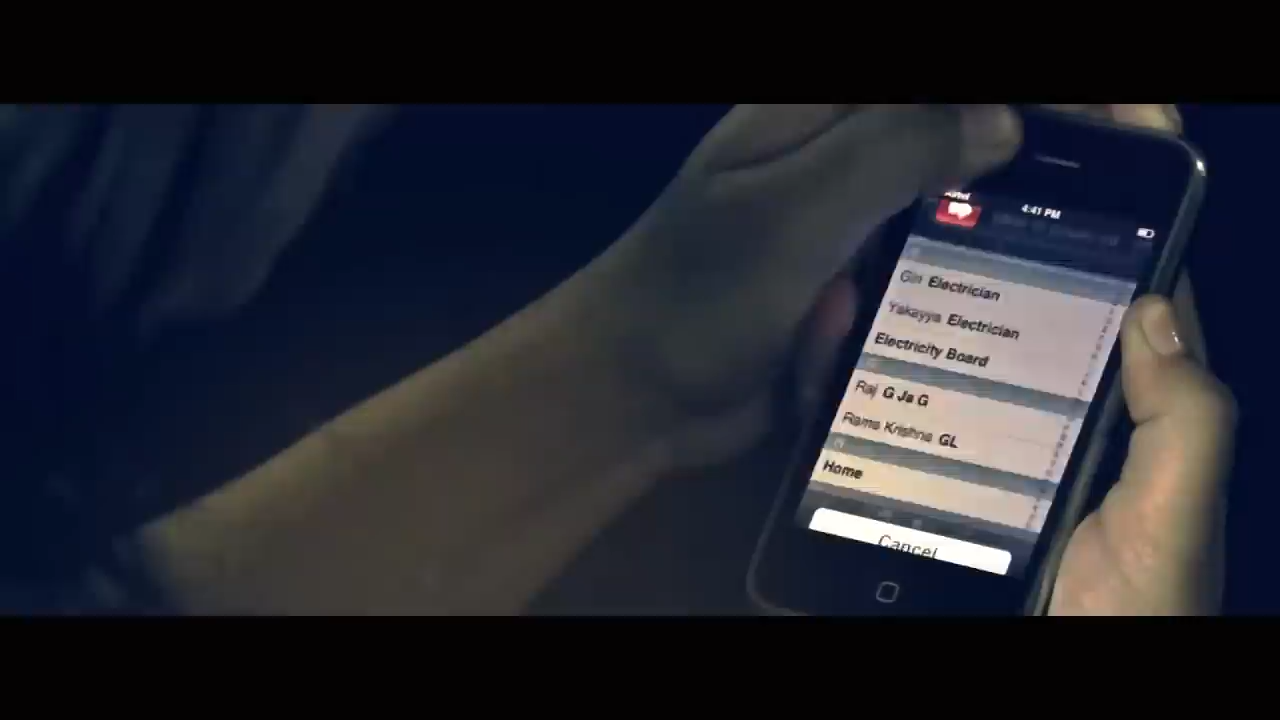 Airtel
4:41 PM
Giri Electrician
Yakayya Electrician
Electricity Board
Raj G Ja G
Rama Krishna GL
H
Home
Cancel